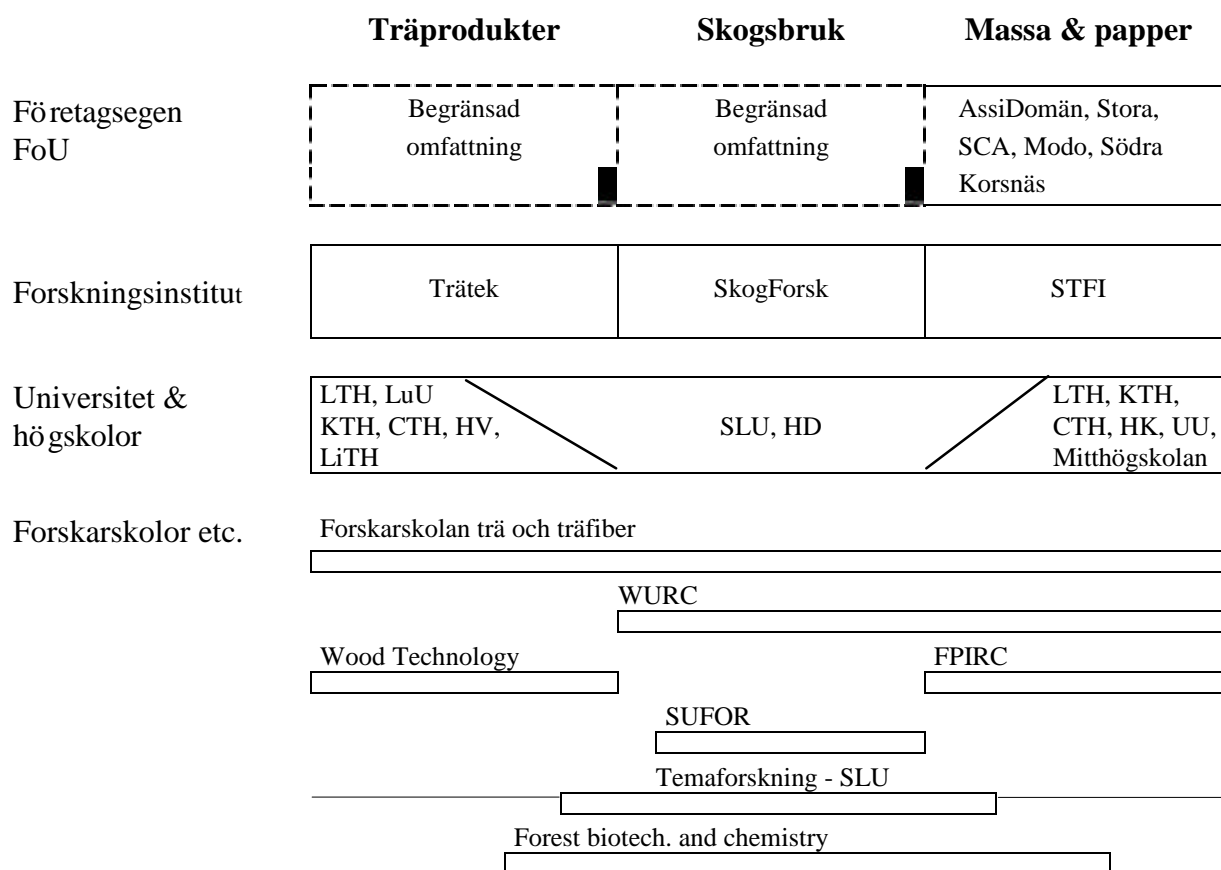 Träprodukter
Skogsbruk
Massa & papper
Företagsegen
FoU
Begränsad
omfattning
Begränsad
omfattning
AssiDomän, Stora,
SCA, Modo, Södra
Korsnäs
Forskningsinstitut
Trätek
SkogForsk
STFI
Universitet &
högskolor
LTH, LuU
KTH, CTH, HV,
LiTH
SLU, HD
LTH, KTH,
CTH, HK, UU,
Mitthögskolan
Forskarskolor etc.
Forskarskolan trä och träfiber
WURC
Wood Technology
FPIRC
SUFOR
Temaforskning - SLU
Forest biotech. and chemistry